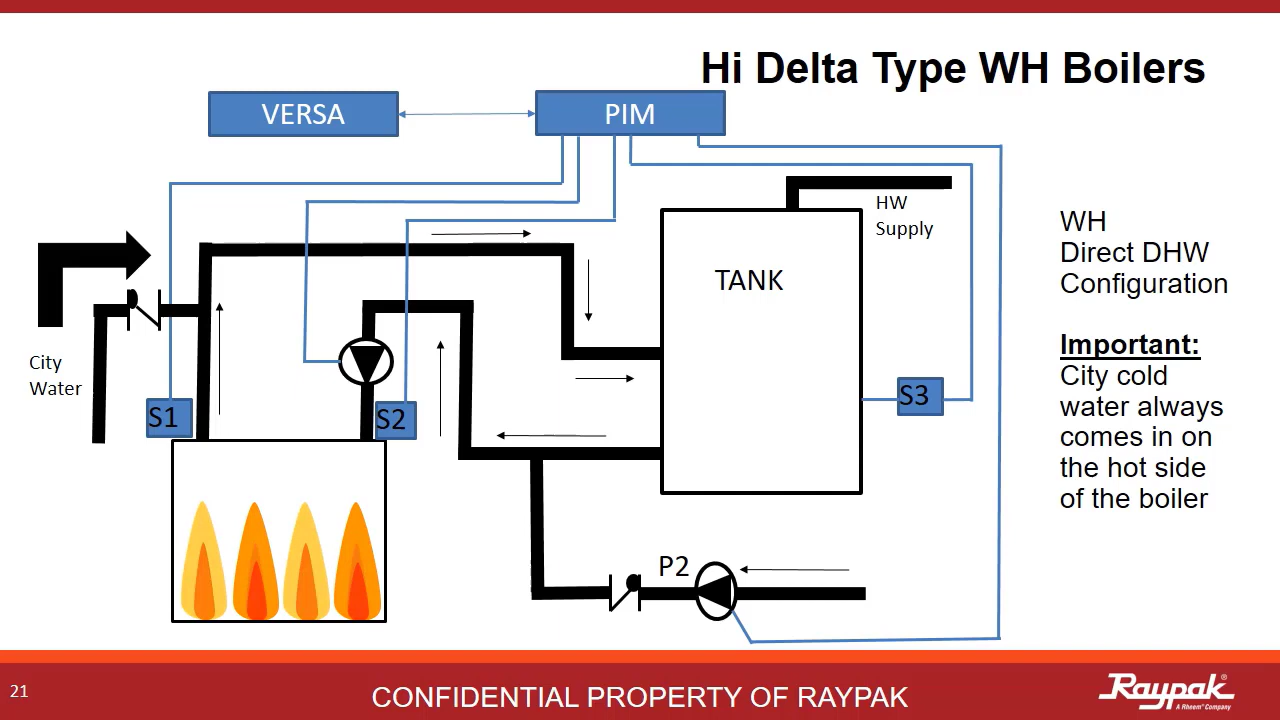 Hi Delta Type WH Boilers
VERSA
PIM
HW
Supply
TANK
WH
Direct DHW
Configuration
Important:
City cold
water always
comes in on
the hot side
of the boiler
City
Water
S1
S2
S3
P2
21
CONFIDENTIAL PROPERTY OF RAYPAK
Raypak®
A Rheem® Company